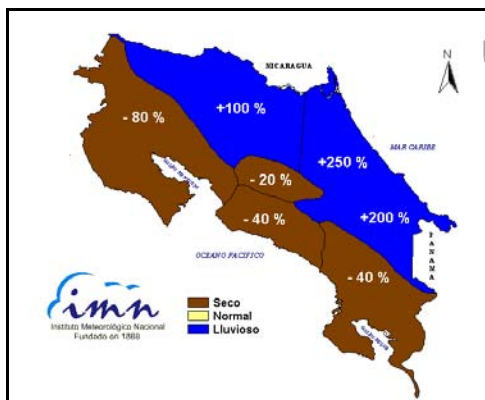 NICARAGUA
N
- 80 %
+100 %
MAR CARIBE
+250 %
- 20 %
+200 %
- 40 %
PANAMA
OCEANO PACIFICO
- 40 %
imn
Instituto Meteorológico Nacional
Fundado en 1888
Seco
Normal
Lluvioso